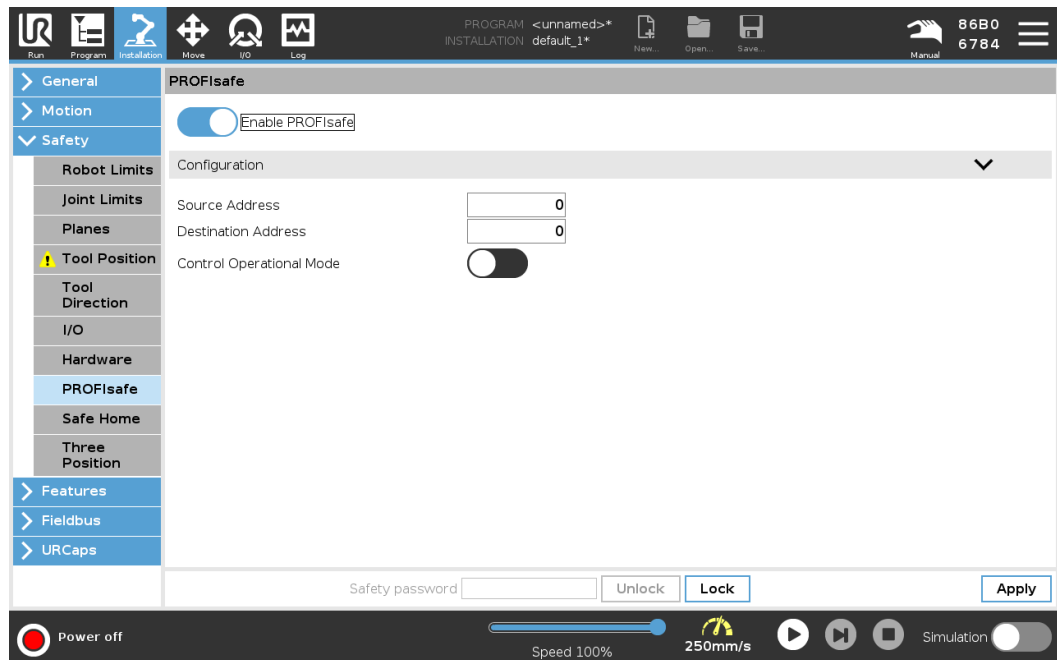 UR
PROGRAM <unnamed>*
INSTALLATION default_1*
Run Program Installation Move I/O Log
New... Open... Save...
Manual
86B0
6784
General
Motion
Safety
Robot Limits
Joint Limits
Planes
Tool Position
Tool
Direction
I/O
Hardware
PROFIsafe
Safe Home
Three
Position
Features
Fieldbus
URCaps
PROFIsafe
Enable PROFIsafe
Configuration
Source Address 0
Destination Address 0
Control Operational Mode
Safety password Unlock Lock Apply
Power off
Speed 100%
250mm/s
Simulation